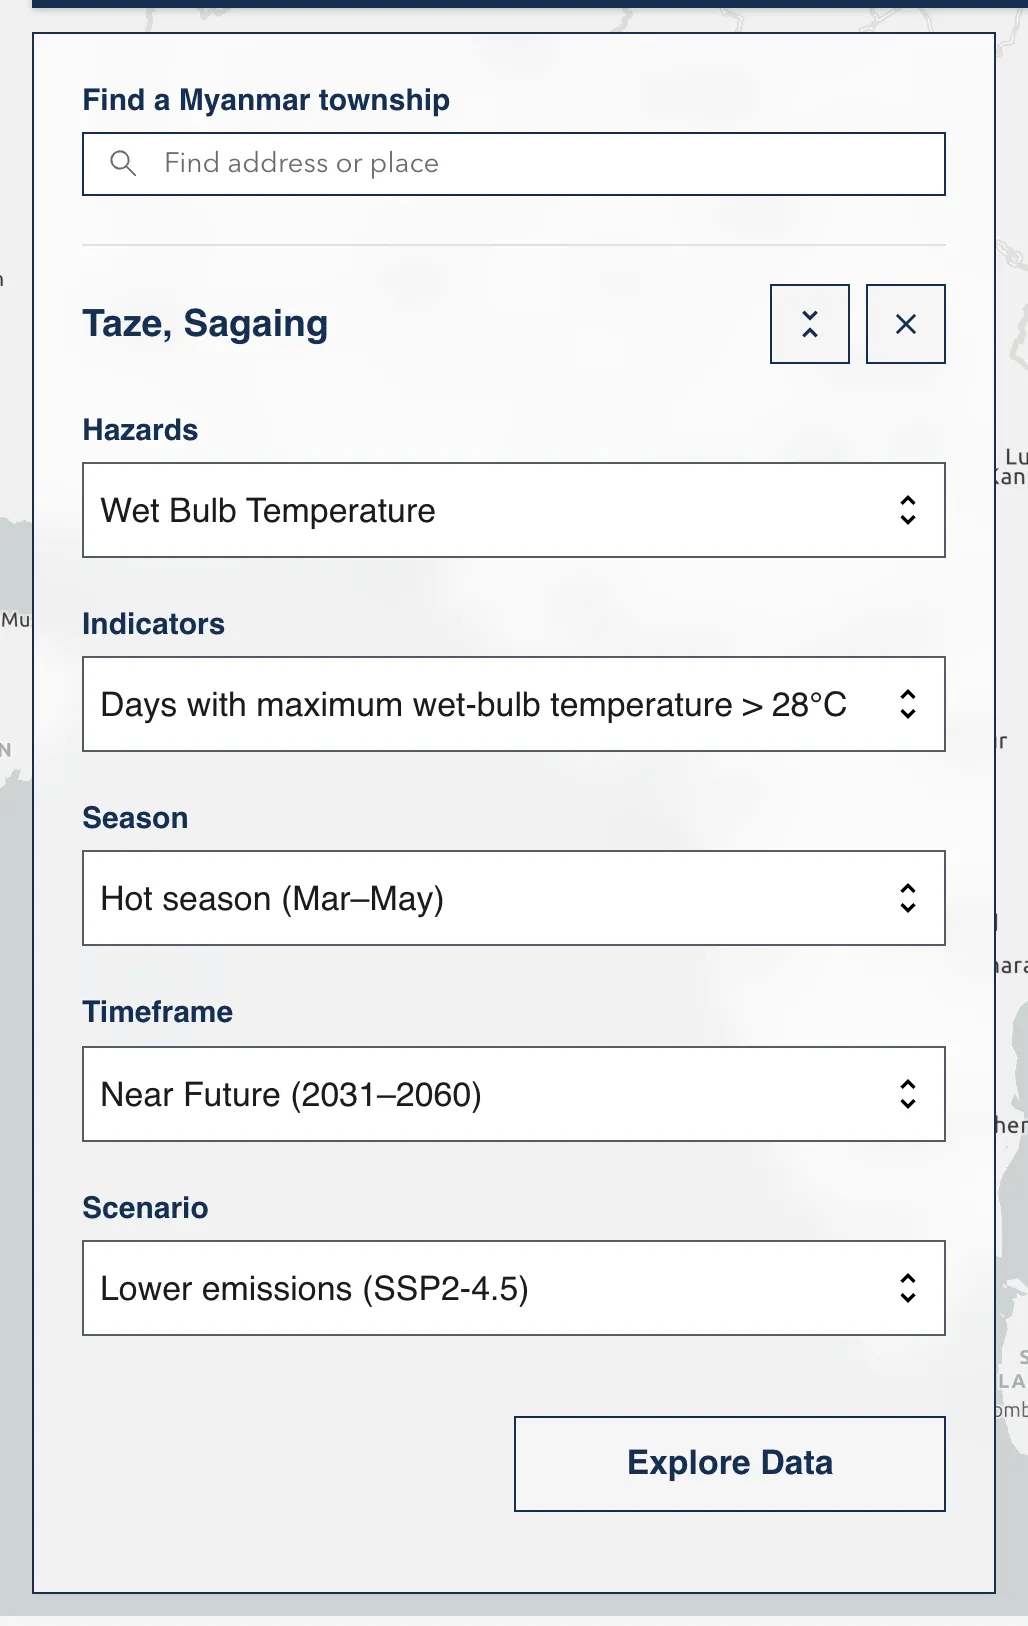 Find a Myanmar township
Find address or place
Taze, Sagaing
Hazards
Wet Bulb Temperature
Indicators
Days with maximum wet-bulb temperature > 28°C
Season
Hot season (Mar–May)
Timeframe
Near Future (2031–2060)
Scenario
Lower emissions (SSP2-4.5)
Explore Data